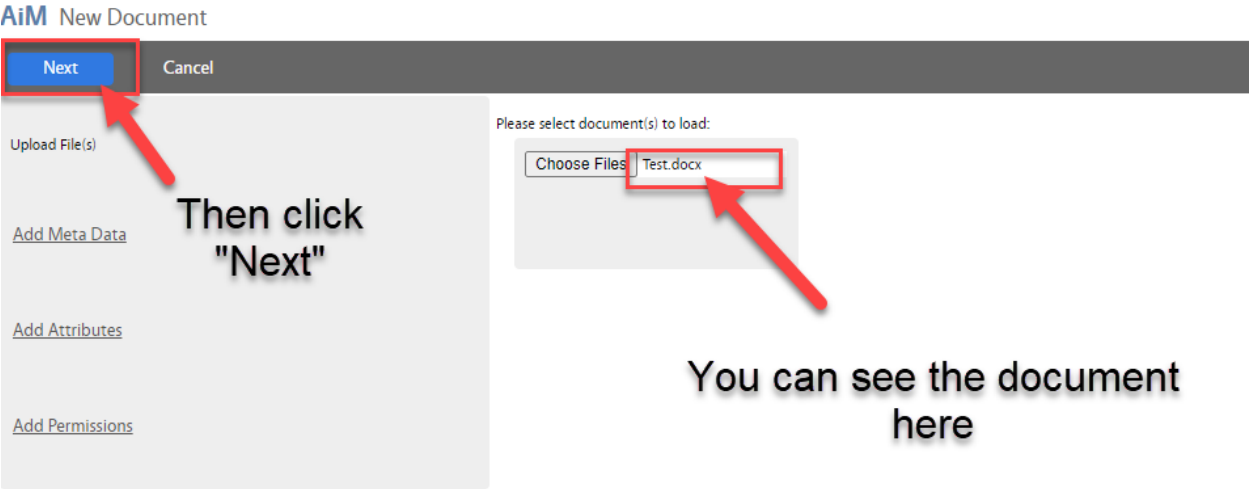 AiM New Document
Next Cancel
Please select document(s) to load:
Upload File(s)
Choose Files Test.docx
Then click
"Next"
Add Meta Data
Add Attributes
You can see the document
here
Add Permissions